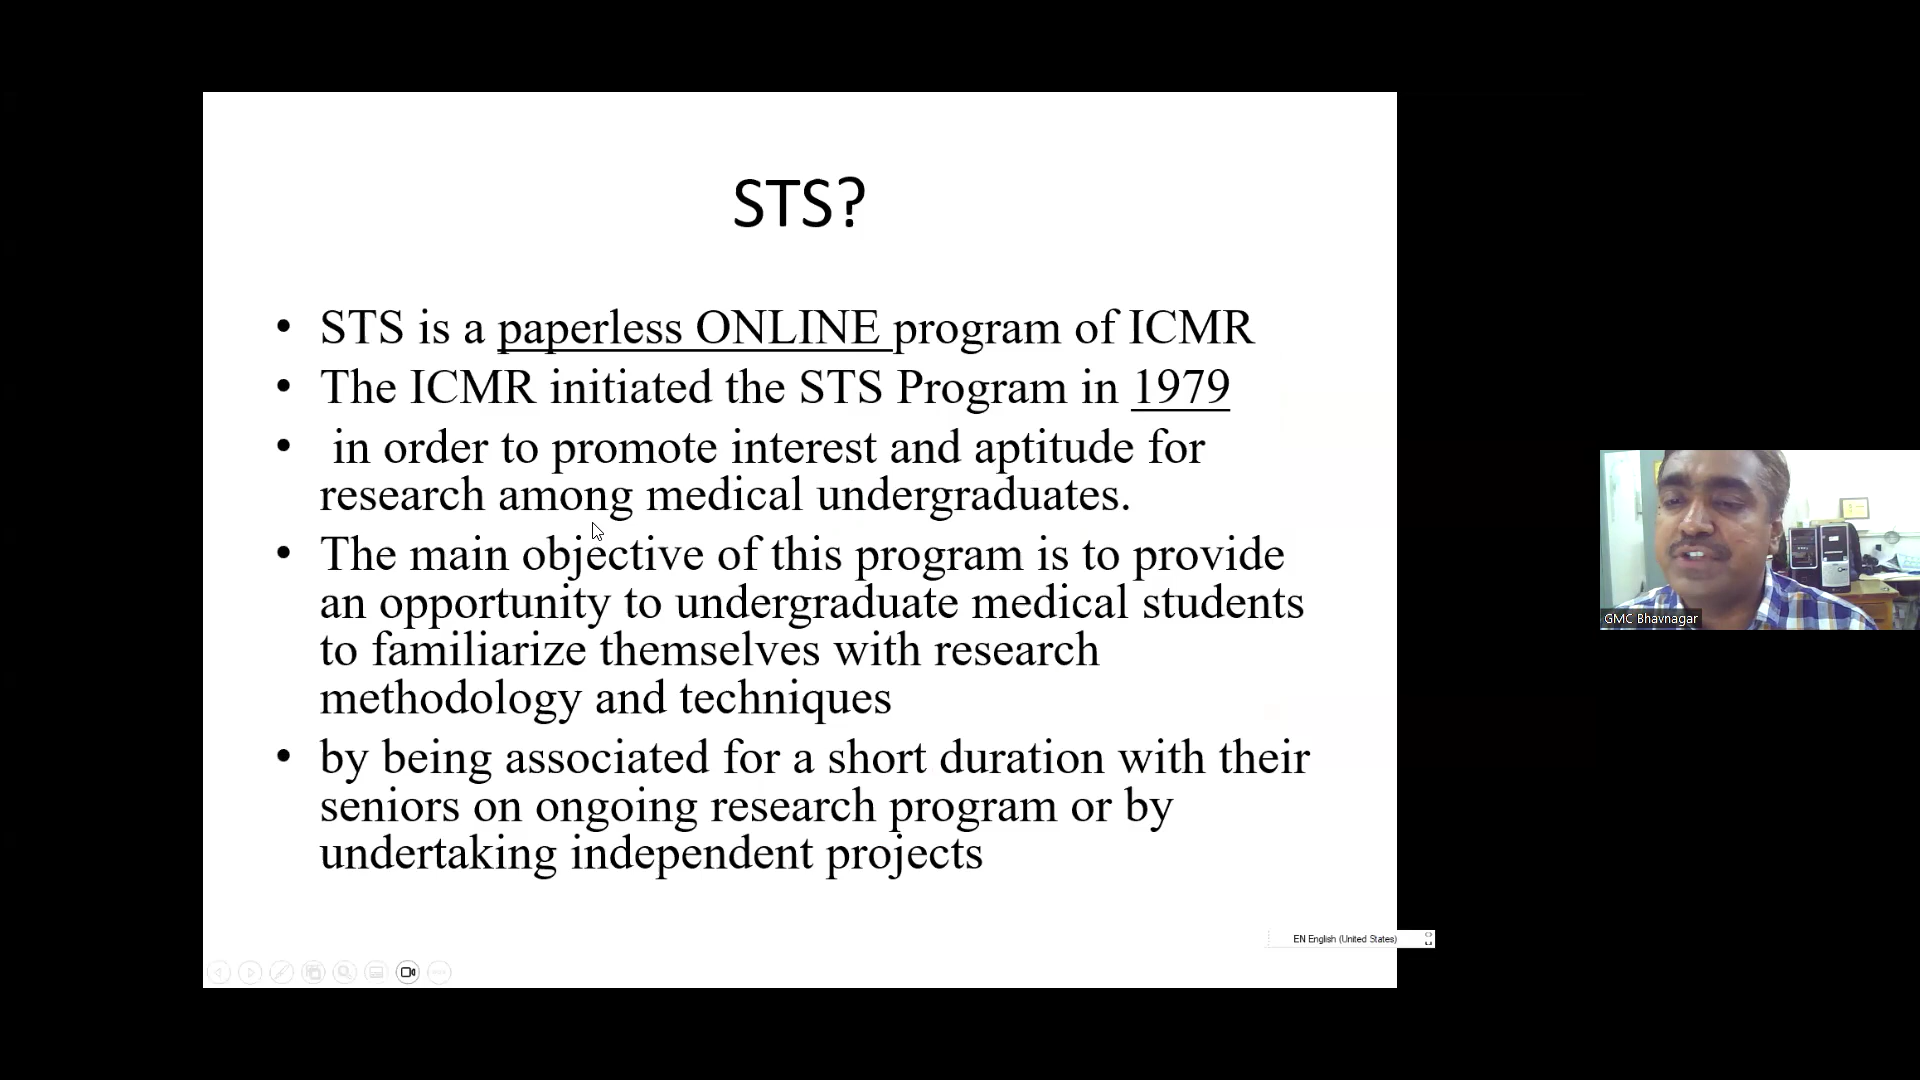 STS?
• STS is a paperless ONLINE program of ICMR
• The ICMR initiated the STS Program in 1979
• in order to promote interest and aptitude for
research among medical undergraduates.
• The main objective of this program is to provide
an opportunity to undergraduate medical students
to familiarize themselves with research
methodology and techniques
• by being associated for a short duration with their
seniors on ongoing research program or by
undertaking independent projects
GMC Bhavnagar
EN English (United States)